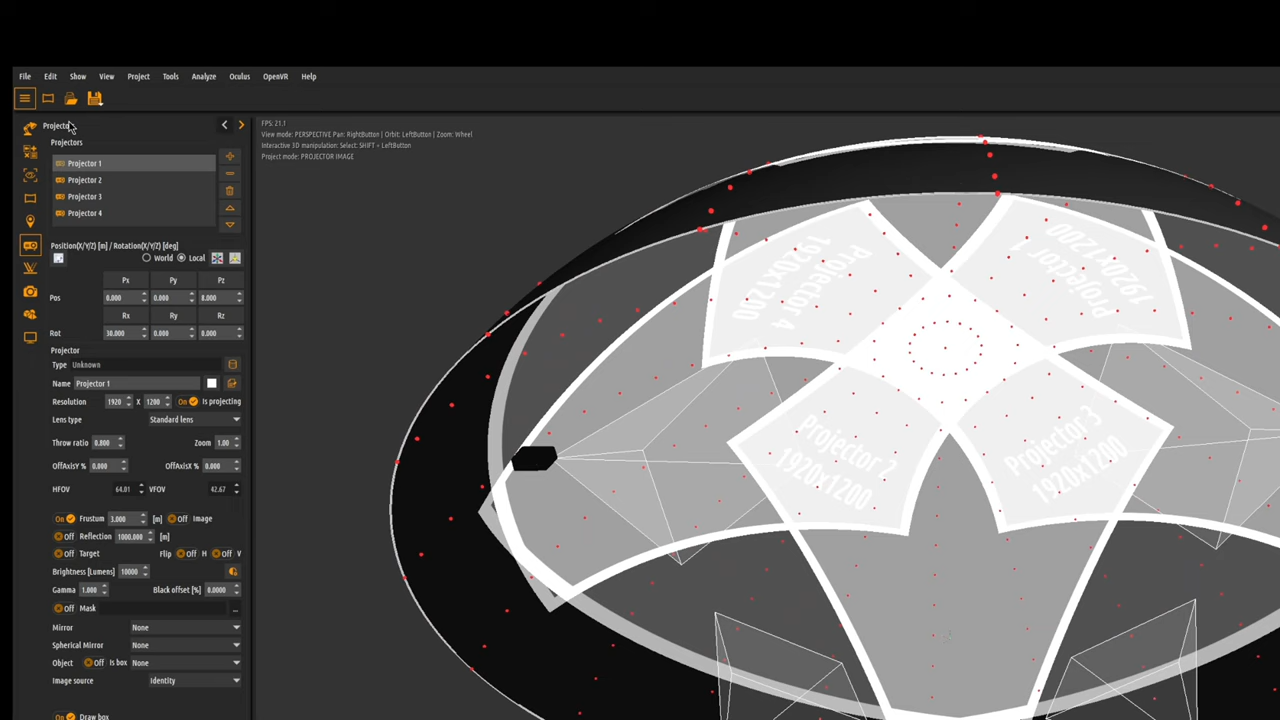 File Edit Show View Project Tools Analyze Oculus OpenVR Help
Projector
FPS: 21,1
View mode: PERSPECTIVE Pan: RightButton | Orbit: LeftButton | Zoom: Wheel
Interactive 3D manipulation: Select: SHIFT + LeftButton
Project mode: PROJECTOR IMAGE
Projectors
Projector 1
Projector 2
Projector 3
Projector 4
Position(X/Y/Z) [m] / Rotation(X/Y/Z) [deg]
World Local
Px Py Pz
Pos 0.000 0.000 8.000
Rx Ry Rz
Rot 38.000 0.000 0.000
Projector
Type Unknown
Name Projector 1
Resolution 1920 X 1200 On Is projecting
Lens type Standard lens
Throw ratio 0.800 Zoom 1.00
OffAxisY % 0.000 OffAxisX % 0.000
HFOV 64.01 VFOV 42.67
On Frustum 3.000 [m] Off Image
Off Reflection 1000.000 [m]
Off Target Flip Off H Off V
Brightness [Lumens] 10000
Gamma 1.000 Black offset [%] 0.0000
Off Mask ...
Mirror None
Spherical Mirror None
Object Off Is box None
Image source Identity
On Draw box
Projector 4
1920x1200
Projector 1
1920x1200
Projector 2
1920x1200
Projector 3
1920x1200